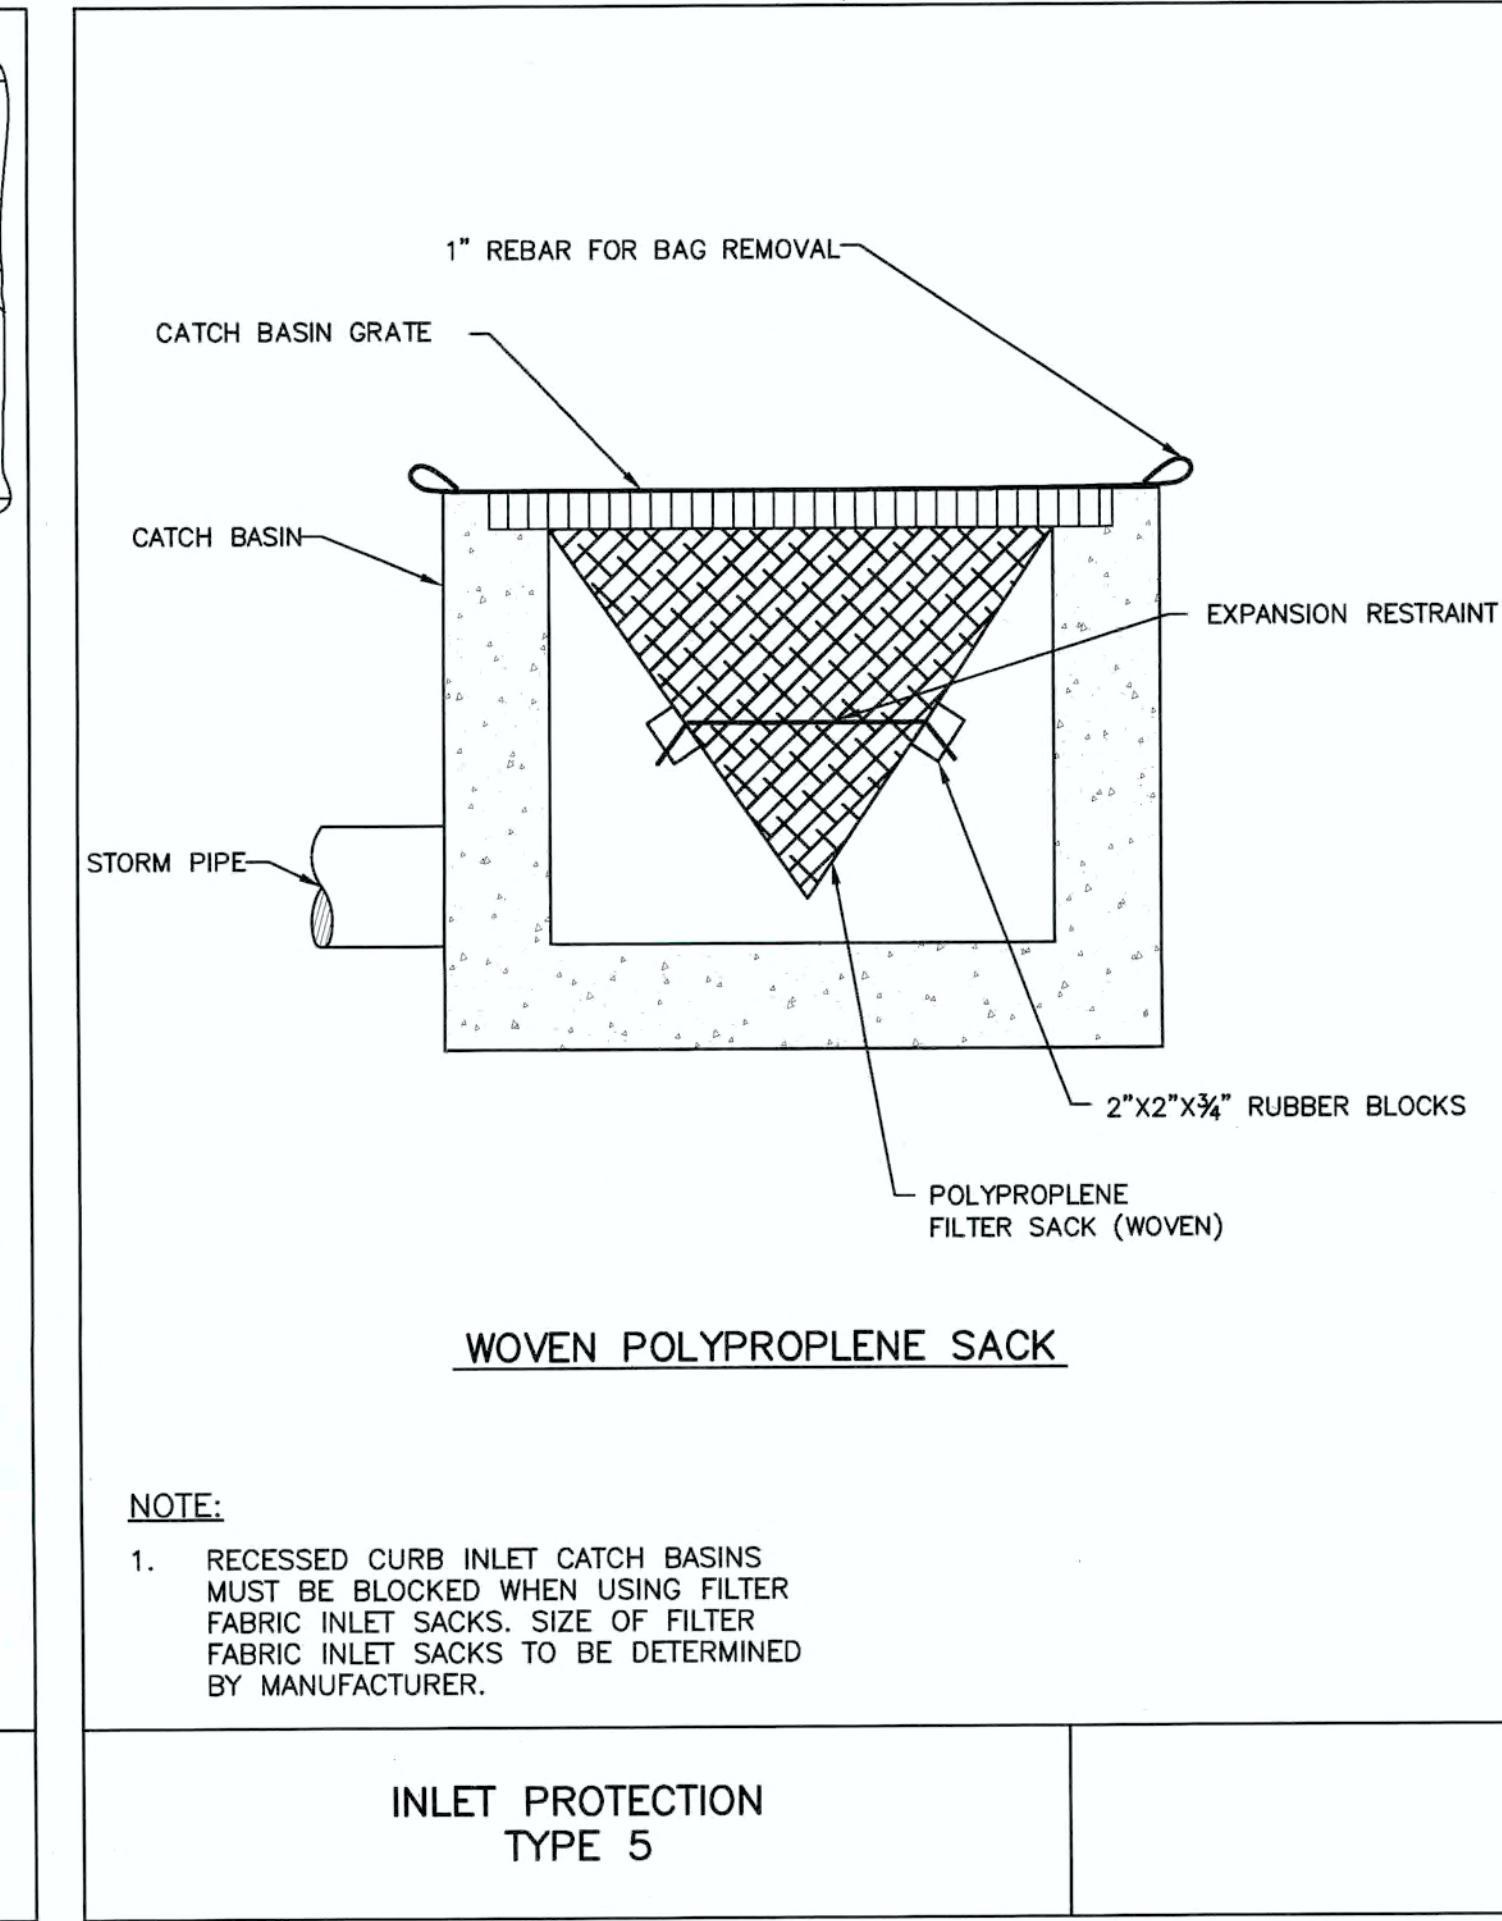 1" REBAR FOR BAG REMOVAL
CATCH BASIN GRATE
CATCH BASIN
EXPANSION RESTRAINT
STORM PIPE
2"X2"X¾" RUBBER BLOCKS
POLYPROPLENE
FILTER SACK (WOVEN)
WOVEN POLYPROPLENE SACK
NOTE:
1. RECESSED CURB INLET CATCH BASINS
MUST BE BLOCKED WHEN USING FILTER
FABRIC INLET SACKS. SIZE OF FILTER
FABRIC INLET SACKS TO BE DETERMINED
BY MANUFACTURER.
INLET PROTECTION
TYPE 5